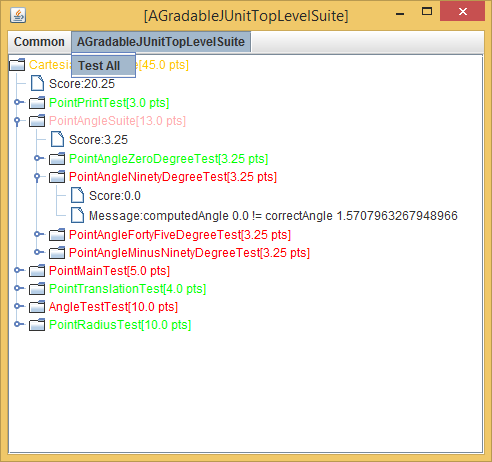 [AGradableJUnitTopLevelSuite]
Common AGradableJUnitTopLevelSuite
Test All
Cartesia [45.0 pts]
Score:20.25
PointPrintTest[3.0 pts]
PointAngleSuite[13.0 pts]
Score:3.25
PointAngleZeroDegreeTest[3.25 pts]
PointAngleNinetyDegreeTest[3.25 pts]
Score:0.0
Message:computedAngle 0.0 != correctAngle 1.5707963267948966
PointAngleFortyFiveDegreeTest[3.25 pts]
PointAngleMinusNinetyDegreeTest[3.25 pts]
PointMainTest[5.0 pts]
PointTranslationTest[4.0 pts]
AngleTestTest[10.0 pts]
PointRadiusTest[10.0 pts]